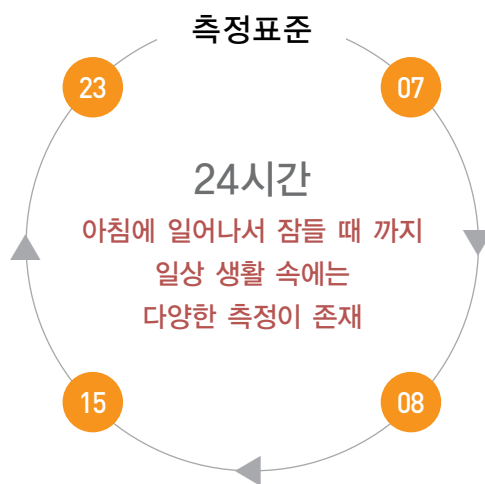 측정표준
23
07
24시간
아침에 일어나서 잠들 때 까지
일상 생활 속에는
다양한 측정이 존재
15
08